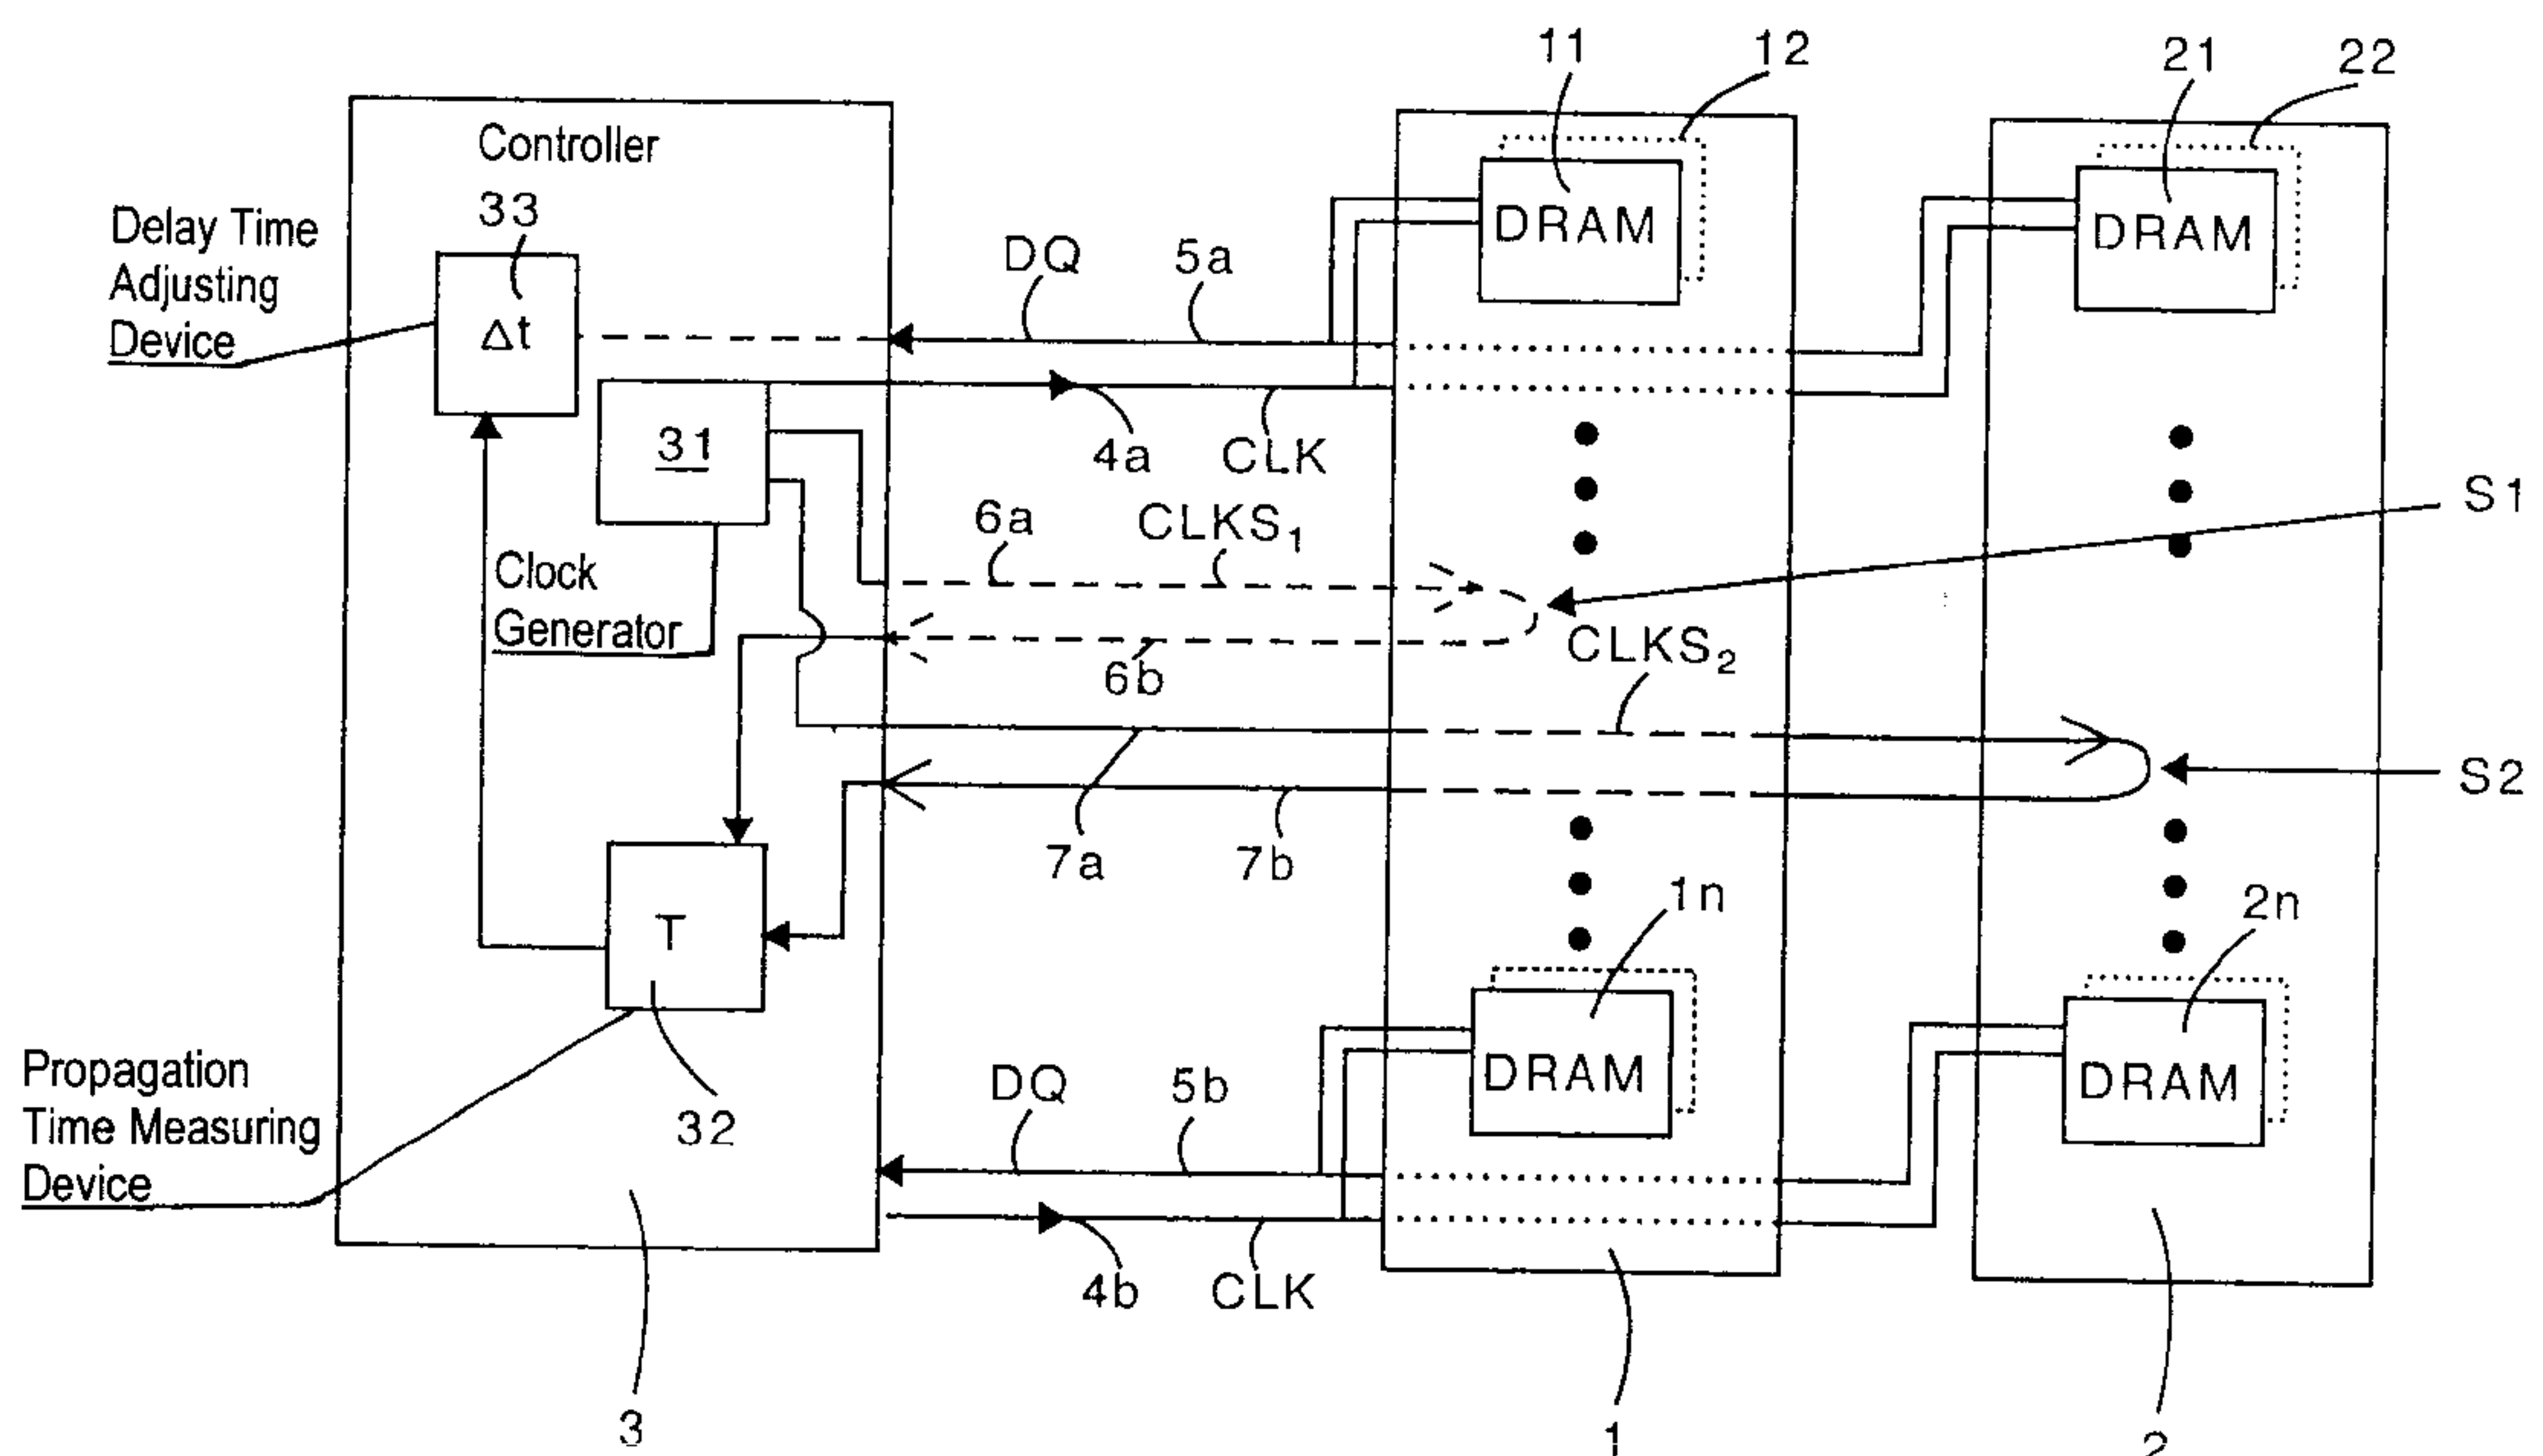 11
12
21
22
Controller
33
Delay Time
Adjusting
Device
Δt
DRAM
DRAM
DQ
5a
31
4a
CLK
S1
6a
CLKS₁
Clock
Generator
6b
CLKS₂
S2
7a
7b
1n
2n
T
Propagation
Time Measuring
Device
32
DQ
5b
DRAM
DRAM
4b
CLK
3
1
2